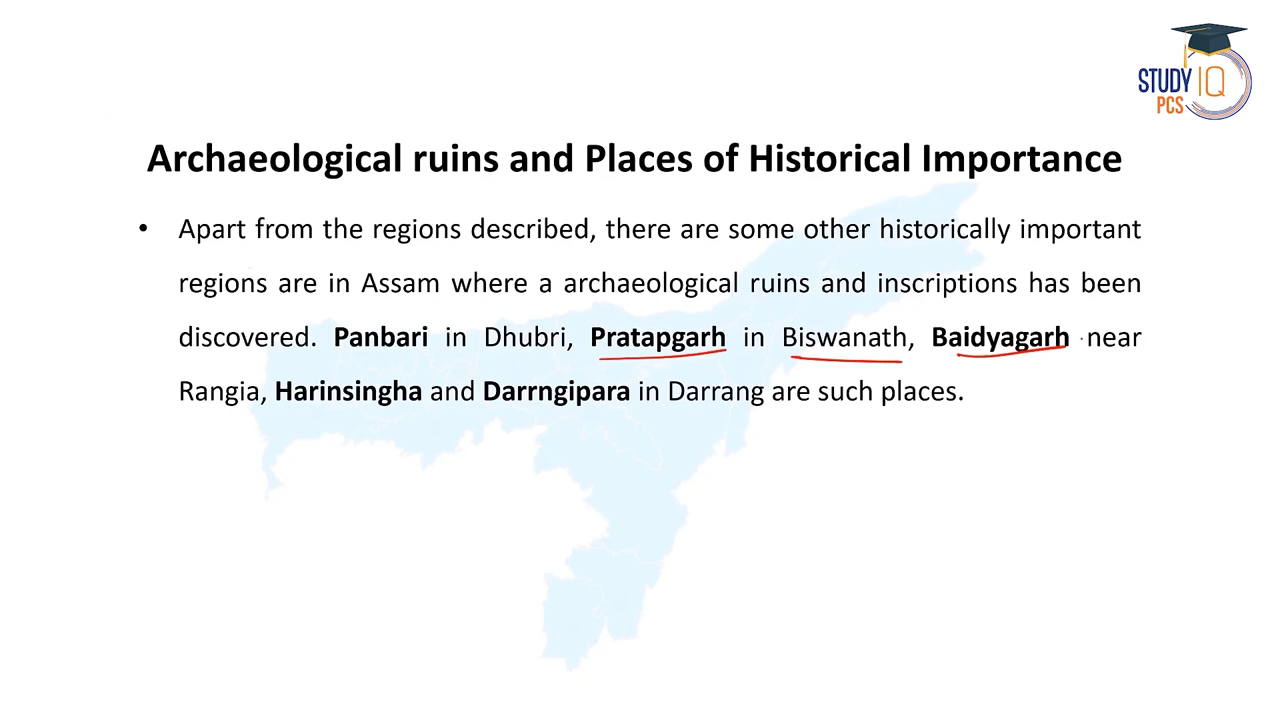 STUDY IQ
PCS
Archaeological ruins and Places of Historical Importance
• Apart from the regions described, there are some other historically important
regions are in Assam where a archaeological ruins and inscriptions has been
discovered. Panbari in Dhubri, Pratapgarh in Biswanath, Baidyagarh near
Rangia, Harinsingha and Darrngipara in Darrang are such places.